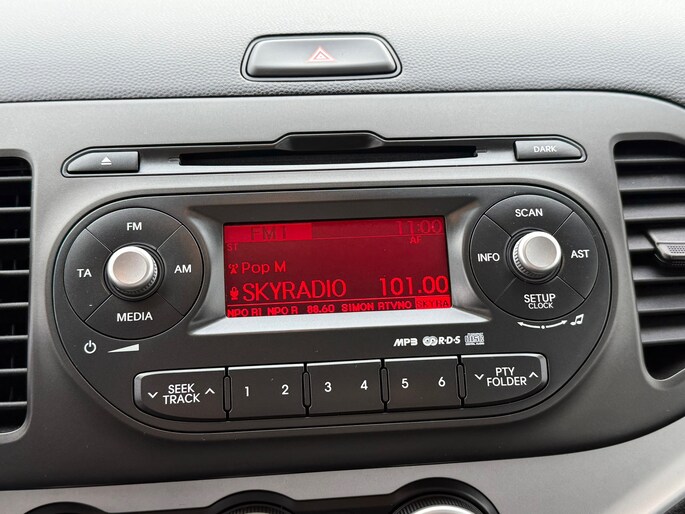 DARK
FM
TA
AM
MEDIA
FM1 11:00
ST AF
Pop M
SKYRADIO 101.00
NPO R1 NPO R 88.60 SIMON RTVNO SKYRA
SCAN
INFO
AST
SETUP
CLOCK
MP3 R·D·S
SEEK
TRACK
1 2 3 4 5 6
PTY
FOLDER